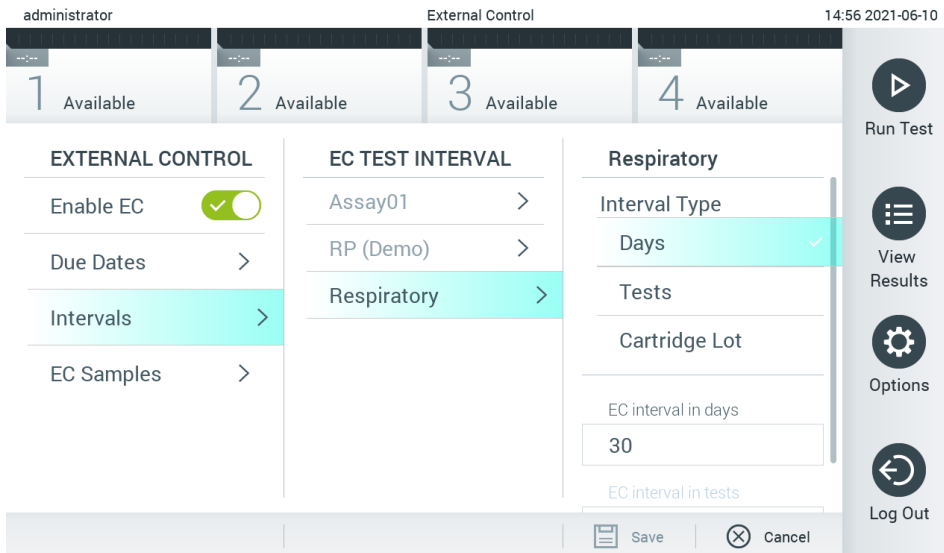 administrator External Control 14:56 2021-06-10
--:-- --:-- --:-- --:--
1 Available 2 Available 3 Available 4 Available
Run Test
EXTERNAL CONTROL
Enable EC
Due Dates
Intervals
EC Samples
EC TEST INTERVAL
Assay01
RP (Demo)
Respiratory
Respiratory
Interval Type
Days
Tests
Cartridge Lot
EC interval in days
30
EC interval in tests
View
Results
Options
Log Out
Save Cancel